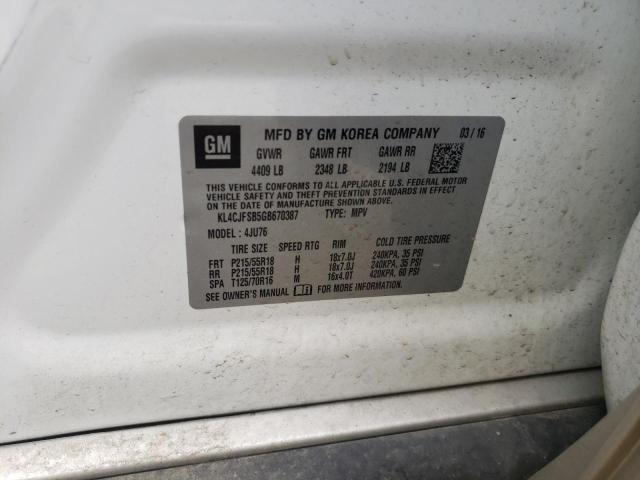 GM MFD BY GM KOREA COMPANY 03/16
GVWR GAWR FRT GAWR RR
4409 LB 2348 LB 2194 LB
THIS VEHICLE CONFORMS TO ALL APPLICABLE U.S. FEDERAL MOTOR
VEHICLE SAFETY AND THEFT PREVENTION STANDARDS IN EFFECT ON
THE DATE OF MANUFACTURE SHOWN ABOVE.
KL4CJFSB5GB670387 TYPE: MPV
MODEL : 4JU76
TIRE SIZE SPEED RTG RIM COLD TIRE PRESSURE
FRT P215/55R18 H 18x7.0J 240KPA, 35 PSI
RR P215/55R18 H 18x7.0J 240KPA, 35 PSI
SPA T125/70R16 M 16x4.0T 420KPA, 60 PSI
SEE OWNER'S MANUAL FOR MORE INFORMATION.